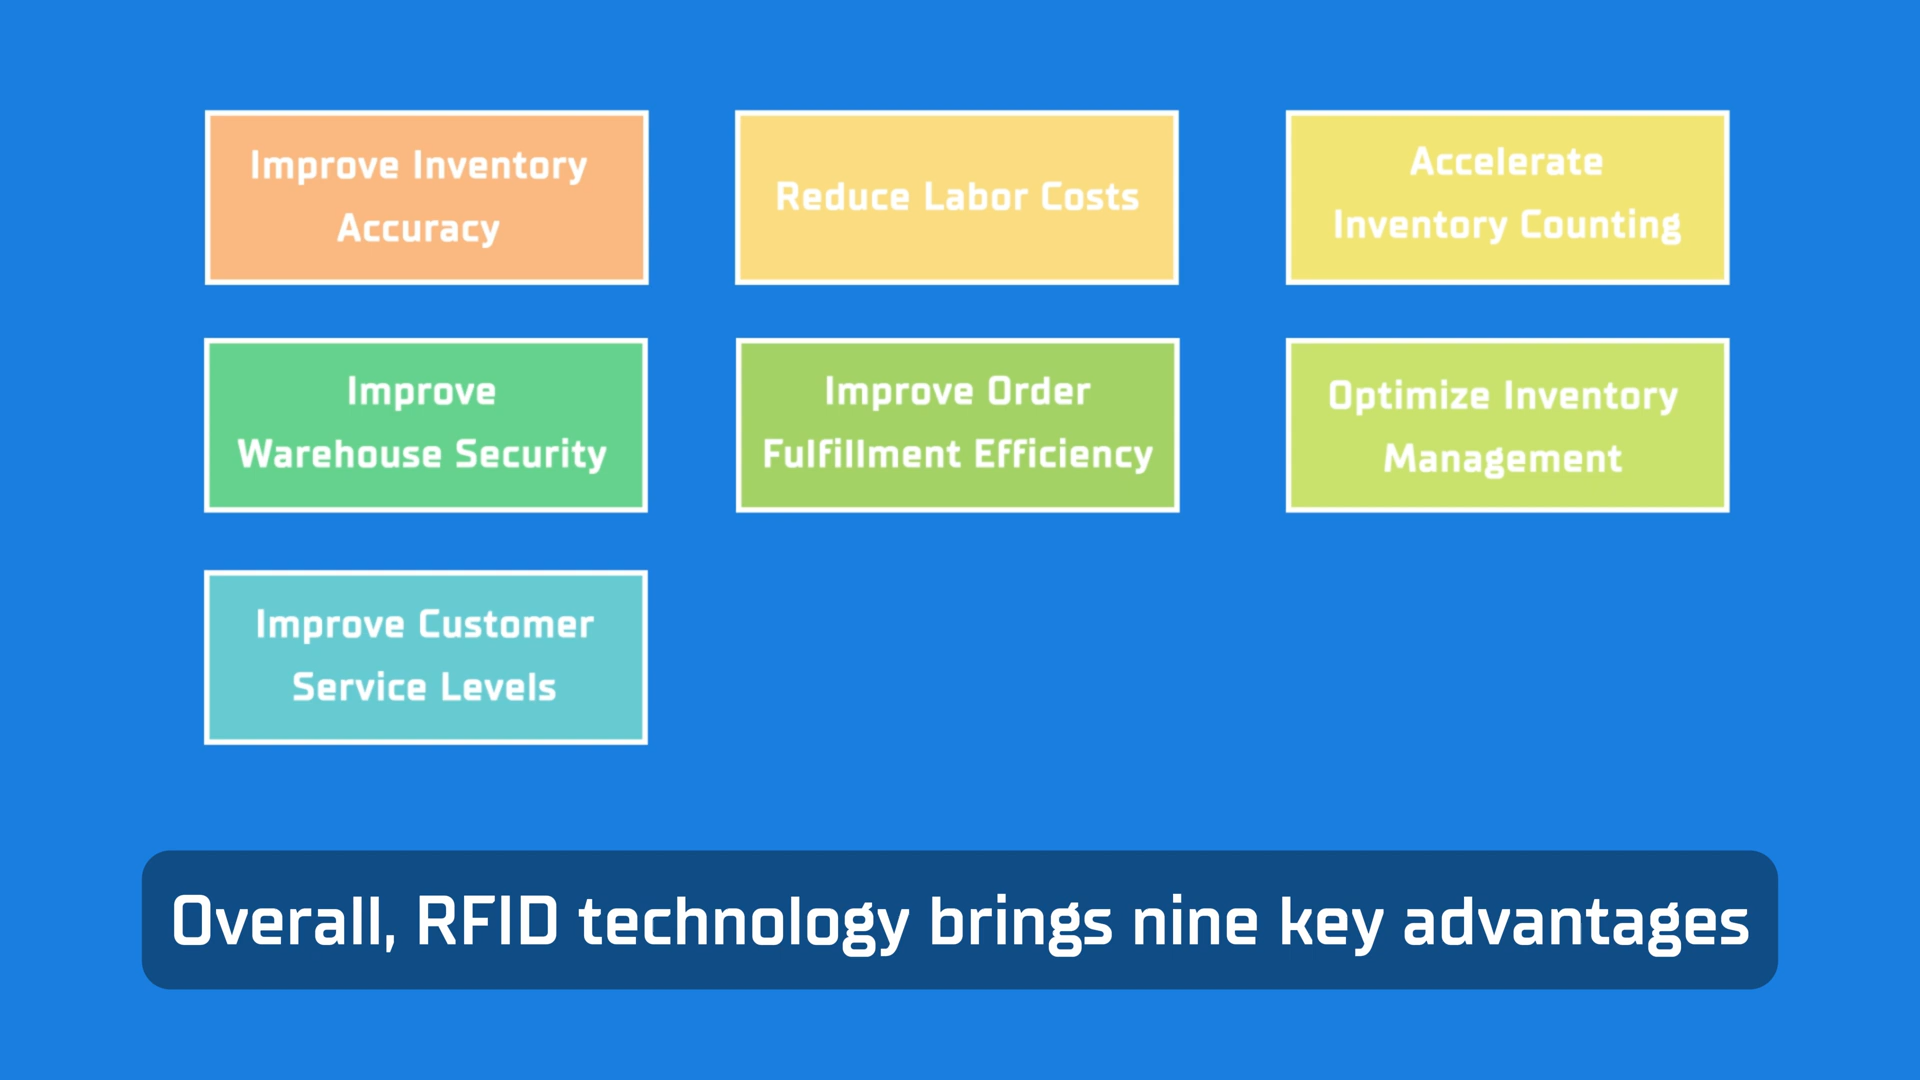 Improve Inventory
Accuracy
Reduce Labor Costs
Accelerate
Inventory Counting
Improve
Warehouse Security
Improve Order
Fulfillment Efficiency
Optimize Inventory
Management
Improve Customer
Service Levels
Overall, RFID technology brings nine key advantages